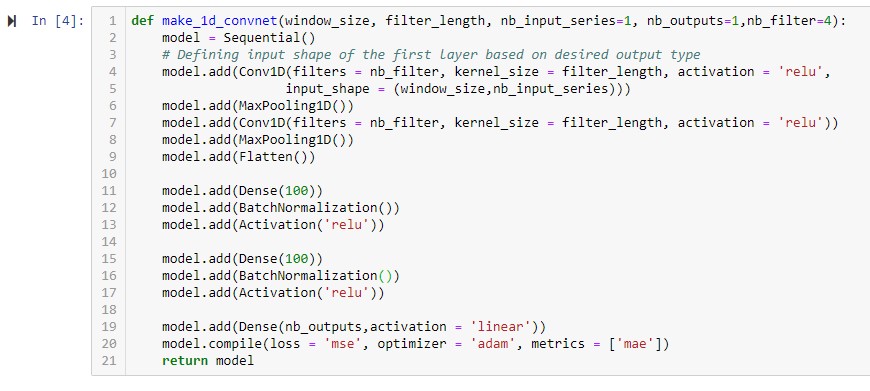 In [4]:
1 def make_1d_convnet(window_size, filter_length, nb_input_series=1, nb_outputs=1,nb_filter=4):
2     model = Sequential()
3     # Defining input shape of the first layer based on desired output type
4     model.add(Conv1D(filters = nb_filter, kernel_size = filter_length, activation = 'relu',
5                     input_shape = (window_size,nb_input_series)))
6     model.add(MaxPooling1D())
7     model.add(Conv1D(filters = nb_filter, kernel_size = filter_length, activation = 'relu'))
8     model.add(MaxPooling1D())
9     model.add(Flatten())
10
11     model.add(Dense(100))
12     model.add(BatchNormalization())
13     model.add(Activation('relu'))
14
15     model.add(Dense(100))
16     model.add(BatchNormalization())
17     model.add(Activation('relu'))
18
19     model.add(Dense(nb_outputs,activation = 'linear'))
20     model.compile(loss = 'mse', optimizer = 'adam', metrics = ['mae'])
21     return model